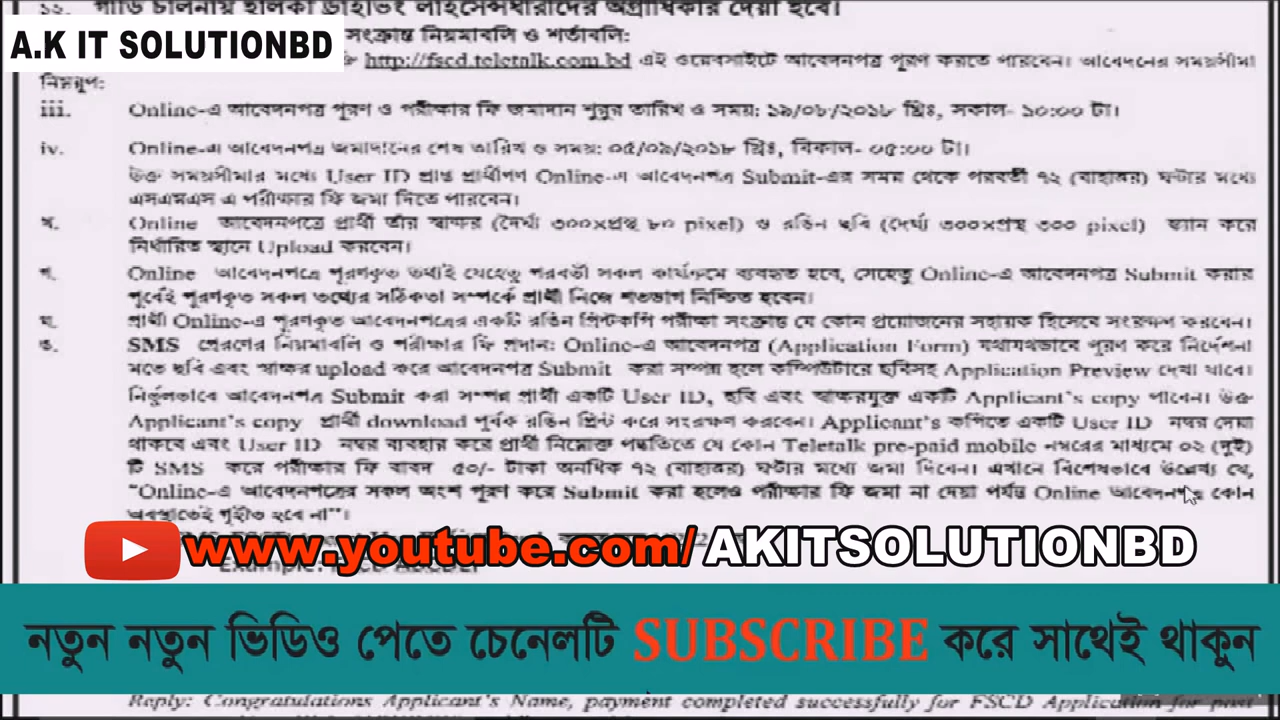 ১২. গাড়ি চালনায় হালকা ড্রাইভিং লাইসেন্সধারীদের অগ্রাধিকার দেয়া হবে।
A.K IT SOLUTIONBD
সংক্রান্ত নিয়মাবলি ও শর্তাবলি:
http://fscd.teletalk.com.bd এই ওয়েবসাইটে আবেদনপত্র পূরণ করতে পারবেন। আবেদনের সময়সীমা
নিম্নরূপ:
iii. Online-এ আবেদনপত্র পূরণ ও পরীক্ষার ফি জমাদান শুরুর তারিখ ও সময়: ১৯/০৮/২০১৮ খ্রিঃ, সকাল- ১০:০০ টা।
iv. Online-এ আবেদনপত্র জমাদানের শেষ তারিখ ও সময়: ০৫/০৯/২০১৮ খ্রিঃ, বিকাল- ০৫:০০ টা।
উক্ত সময়সীমার মধ্যে User ID প্রাপ্ত প্রার্থীগণ Online-এ আবেদনপত্র Submit-এর সময় থেকে পরবর্তী ৭২ (বাহাত্তর) ঘন্টার মধ্যে
এসএমএস এ পরীক্ষার ফি জমা দিতে পারবেন।
খ. Online আবেদনপত্রে প্রার্থী তাঁর স্বাক্ষর (দৈর্ঘ্য ৩০০xপ্রস্থ ৮০ pixel) ও রঙিন ছবি (দৈর্ঘ্য ৩০০xপ্রস্থ ৩০০ pixel) স্ক্যান করে
নির্ধারিত স্থানে Upload করবেন।
গ. Online আবেদনপত্রে পূরণকৃত তথ্যই যেহেতু পরবর্তী সকল কার্যক্রমে ব্যবহৃত হবে, সেহেতু Online-এ আবেদনপত্র Submit করার
পূর্বেই পূরণকৃত সকল তথ্যের সঠিকতা সম্পর্কে প্রার্থী নিজে শতভাগ নিশ্চিত হবেন।
ঘ. প্রার্থী Online-এ পূরণকৃত আবেদনপত্রের একটি রঙিন প্রিন্টকপি পরীক্ষা সংক্রান্ত যে কোন প্রয়োজনের সহায়ক হিসেবে সংরক্ষণ করবেন।
ঙ. SMS প্রেরণের নিয়মাবলি ও পরীক্ষার ফি প্রদান: Online-এ আবেদনপত্র (Application Form) যথাযথভাবে পূরণ করে নির্দেশনা
মতে ছবি এবং স্বাক্ষর upload করে আবেদনপত্র Submit করা সম্পন্ন হলে কম্পিউটারে ছবিসহ Application Preview দেখা যাবে।
নির্ভুলভাবে আবেদনপত্র Submit করা সম্পন্ন প্রার্থী একটি User ID, ছবি এবং স্বাক্ষরযুক্ত একটি Applicant's copy পাবেন। উক্ত
Applicant's copy প্রার্থী download পূর্বক রঙিন প্রিন্ট করে সংরক্ষণ করবেন। Applicant's কপিতে একটি User ID নম্বর দেয়া
থাকবে এবং User ID নম্বর ব্যবহার করে প্রার্থী নিম্নোক্ত পদ্ধতিতে যে কোন Teletalk pre-paid mobile নম্বরের মাধ্যমে ০২ (দুই)
টি SMS করে পরীক্ষার ফি বাবদ ৫০/- টাকা অনধিক ৭২ (বাহাত্তর) ঘন্টার মধ্যে জমা দিবেন। এখানে বিশেষভাবে উল্লেখ্য যে,
"Online-এ আবেদনপত্রের সকল অংশ পূরণ করে Submit করা হলেও পরীক্ষার ফি জমা না দেয়া পর্যন্ত Online আবেদনপত্র কোন
অবস্থাতেই গৃহীত হবে না"।
www.youtube.com/AKITSOLUTIONBD
Example:
নতুন নতুন ভিডিও পেতে চেনেলটি SUBSCRIBE করে সাথেই থাকুন
Reply: Congratulations Applicant's Name, payment completed successfully for FSCD Application for post